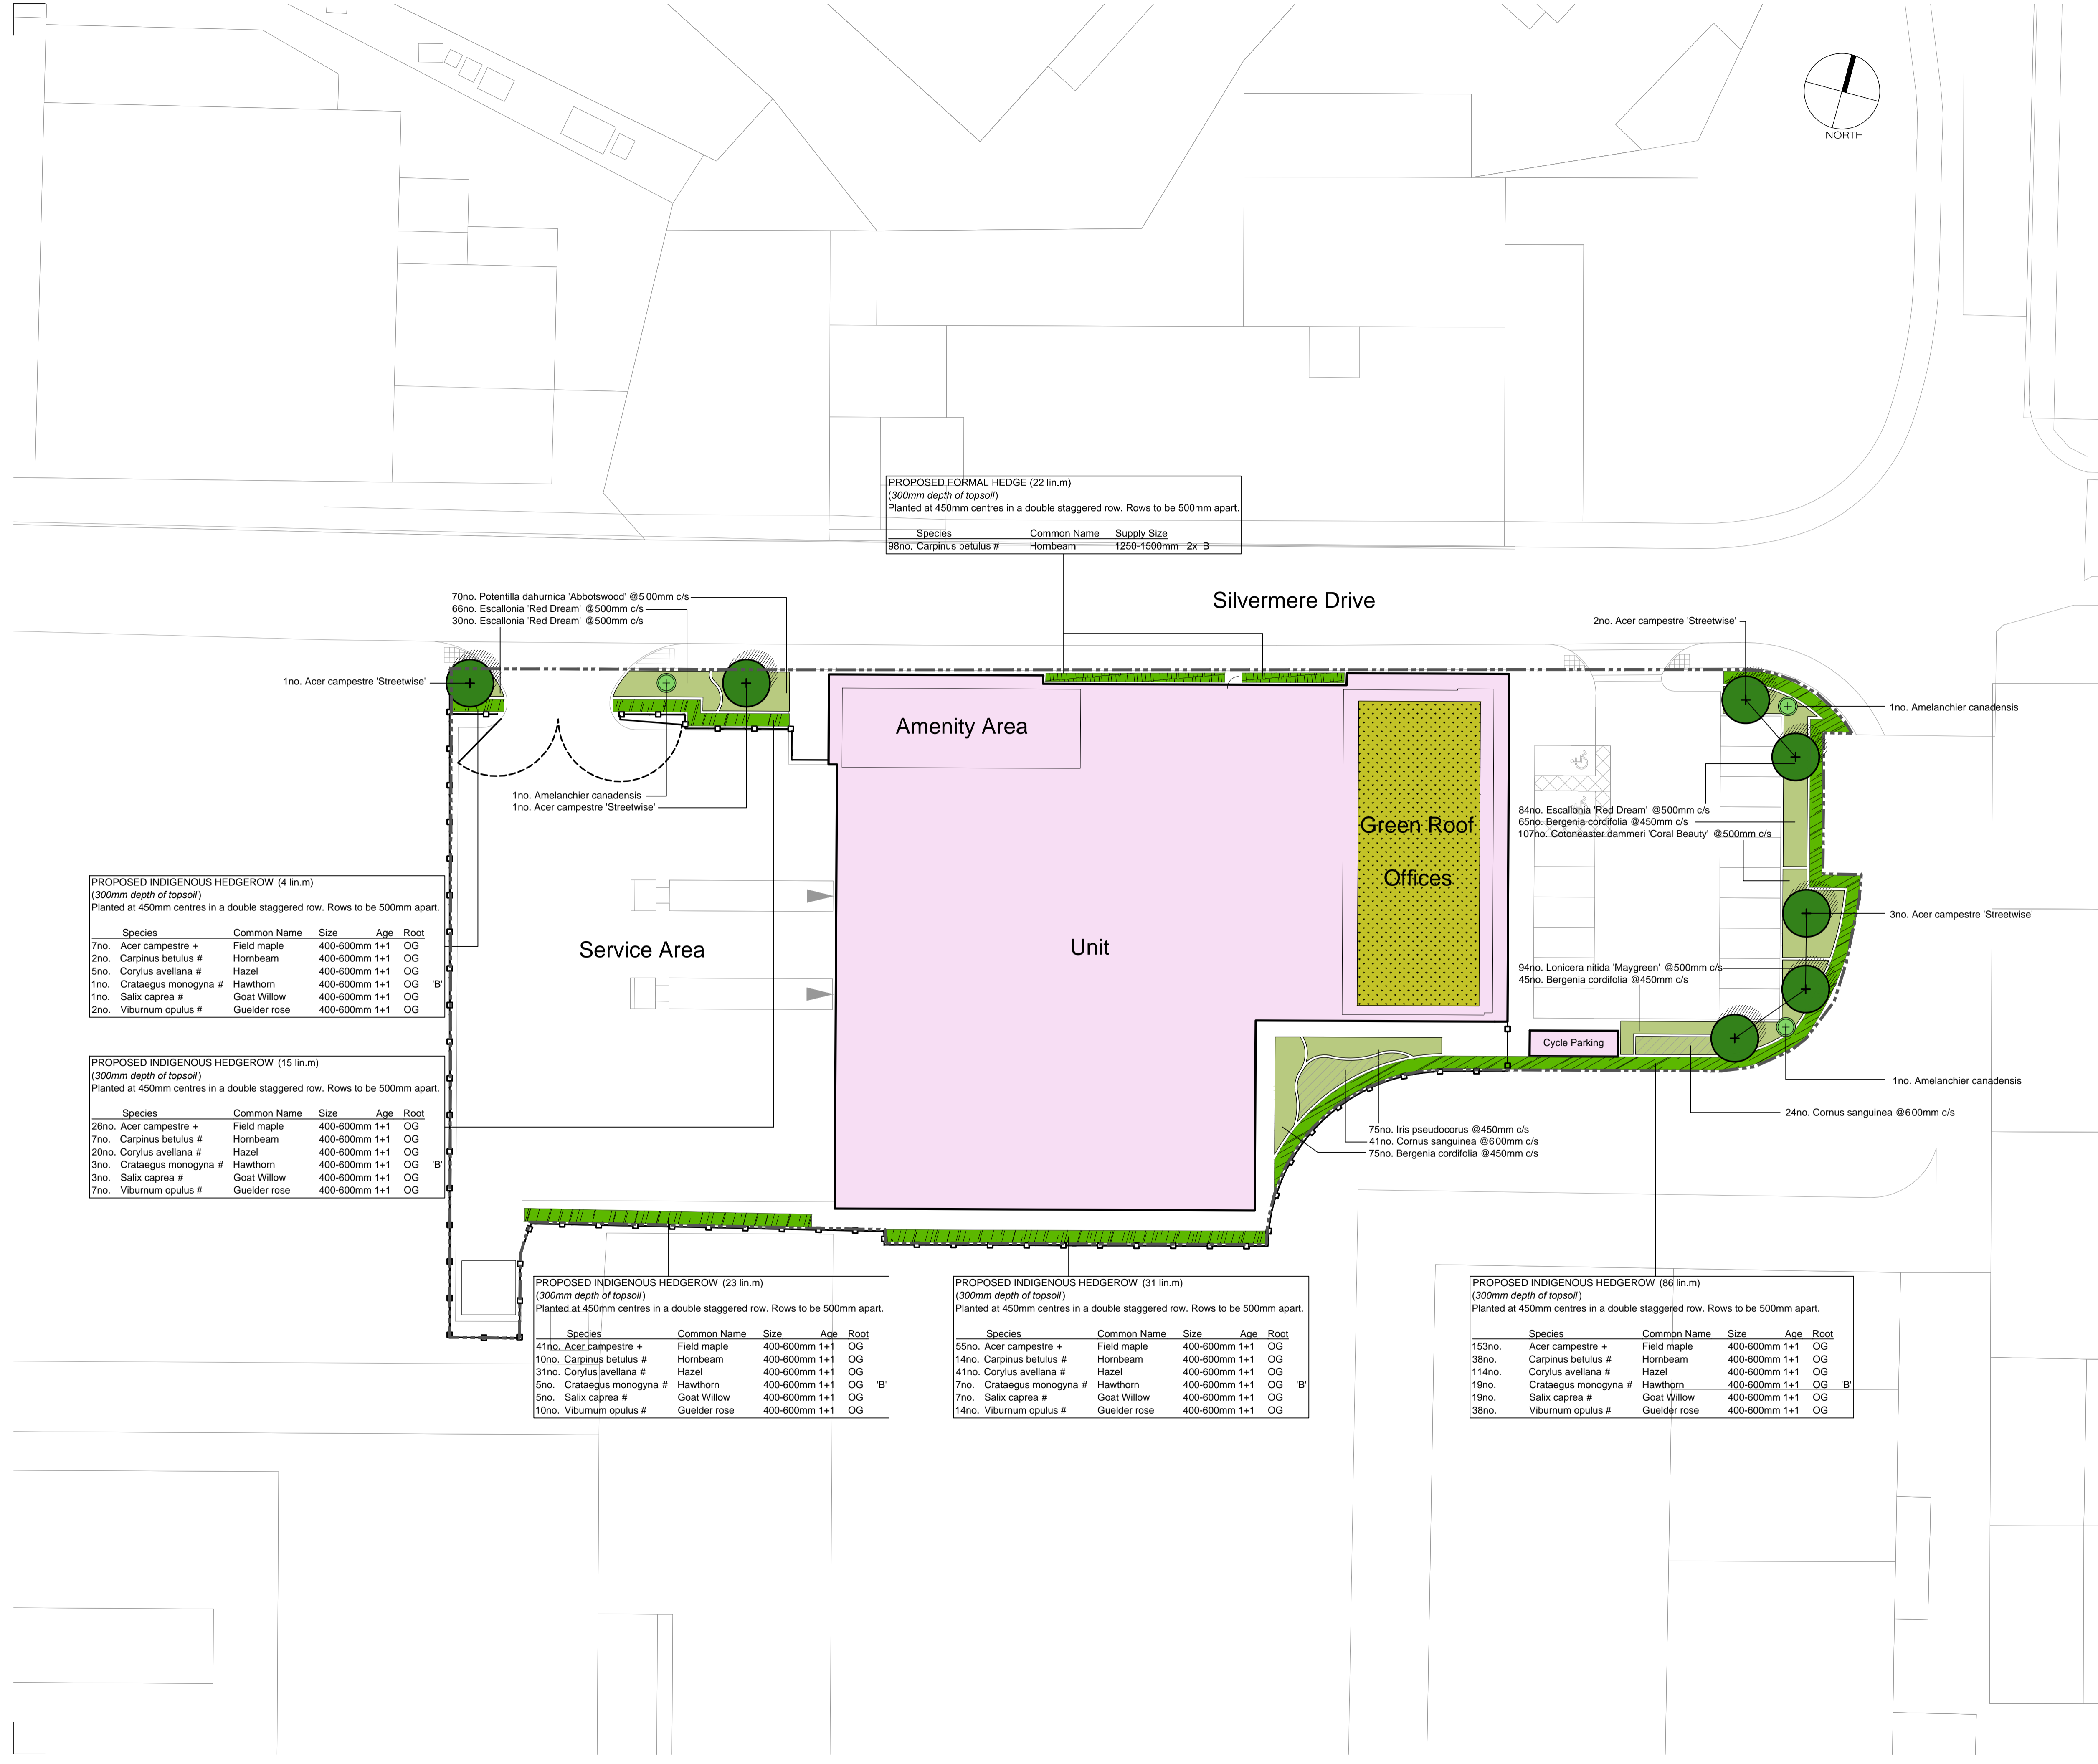 NORTH
PROPOSED FORMAL HEDGE (22 lin.m)
(300mm depth of topsoil)
Planted at 450mm centres in a double staggered row. Rows to be 500mm apart.
Species Common Name Supply Size
98no. Carpinus betulus # Hornbeam 1250-1500mm 2x B
Silvermere Drive
70no. Potentilla dahurnica 'Abbotswood' @500mm c/s
66no. Escallonia 'Red Dream' @500mm c/s
30no. Escallonia 'Red Dream' @500mm c/s
2no. Acer campestre 'Streetwise'
1no. Acer campestre 'Streetwise'
1no. Amelanchier canadensis
Amenity Area
1no. Amelanchier canadensis
1no. Acer campestre 'Streetwise'
84no. Escallonia 'Red Dream' @500mm c/s
65no. Bergenia cordifolia @450mm c/s
107no. Cotoneaster dammeri 'Coral Beauty' @500mm c/s
Green Roof
Offices
PROPOSED INDIGENOUS HEDGEROW (4 lin.m)
(300mm depth of topsoil)
Planted at 450mm centres in a double staggered row. Rows to be 500mm apart.
Species Common Name Size Age Root
7no. Acer campestre + Field maple 400-600mm 1+1 OG
2no. Carpinus betulus # Hornbeam 400-600mm 1+1 OG
5no. Corylus avellana # Hazel 400-600mm 1+1 OG
1no. Crataegus monogyna # Hawthorn 400-600mm 1+1 OG 'B'
1no. Salix caprea # Goat Willow 400-600mm 1+1 OG
2no. Viburnum opulus # Guelder rose 400-600mm 1+1 OG
3no. Acer campestre 'Streetwise'
Service Area
Unit
94no. Lonicera nitida 'Maygreen' @500mm c/s
45no. Bergenia cordifolia @450mm c/s
Cycle Parking
PROPOSED INDIGENOUS HEDGEROW (15 lin.m)
(300mm depth of topsoil)
Planted at 450mm centres in a double staggered row. Rows to be 500mm apart.
Species Common Name Size Age Root
26no. Acer campestre + Field maple 400-600mm 1+1 OG
7no. Carpinus betulus # Hornbeam 400-600mm 1+1 OG
20no. Corylus avellana # Hazel 400-600mm 1+1 OG
3no. Crataegus monogyna # Hawthorn 400-600mm 1+1 OG 'B'
3no. Salix caprea # Goat Willow 400-600mm 1+1 OG
7no. Viburnum opulus # Guelder rose 400-600mm 1+1 OG
1no. Amelanchier canadensis
24no. Cornus sanguinea @600mm c/s
75no. Iris pseudocorus @450mm c/s
41no. Cornus sanguinea @600mm c/s
75no. Bergenia cordifolia @450mm c/s
PROPOSED INDIGENOUS HEDGEROW (23 lin.m)
(300mm depth of topsoil)
Planted at 450mm centres in a double staggered row. Rows to be 500mm apart.
Species Common Name Size Age Root
41no. Acer campestre + Field maple 400-600mm 1+1 OG
10no. Carpinus betulus # Hornbeam 400-600mm 1+1 OG
31no. Corylus avellana # Hazel 400-600mm 1+1 OG
5no. Crataegus monogyna # Hawthorn 400-600mm 1+1 OG 'B'
5no. Salix caprea # Goat Willow 400-600mm 1+1 OG
10no. Viburnum opulus # Guelder rose 400-600mm 1+1 OG
PROPOSED INDIGENOUS HEDGEROW (31 lin.m)
(300mm depth of topsoil)
Planted at 450mm centres in a double staggered row. Rows to be 500mm apart.
Species Common Name Size Age Root
55no. Acer campestre + Field maple 400-600mm 1+1 OG
14no. Carpinus betulus # Hornbeam 400-600mm 1+1 OG
41no. Corylus avellana # Hazel 400-600mm 1+1 OG
7no. Crataegus monogyna # Hawthorn 400-600mm 1+1 OG 'B'
7no. Salix caprea # Goat Willow 400-600mm 1+1 OG
14no. Viburnum opulus # Guelder rose 400-600mm 1+1 OG
PROPOSED INDIGENOUS HEDGEROW (86 lin.m)
(300mm depth of topsoil)
Planted at 450mm centres in a double staggered row. Rows to be 500mm apart.
Species Common Name Size Age Root
153no. Acer campestre + Field maple 400-600mm 1+1 OG
38no. Carpinus betulus # Hornbeam 400-600mm 1+1 OG
114no. Corylus avellana # Hazel 400-600mm 1+1 OG
19no. Crataegus monogyna # Hawthorn 400-600mm 1+1 OG 'B'
19no. Salix caprea # Goat Willow 400-600mm 1+1 OG
38no. Viburnum opulus # Guelder rose 400-600mm 1+1 OG